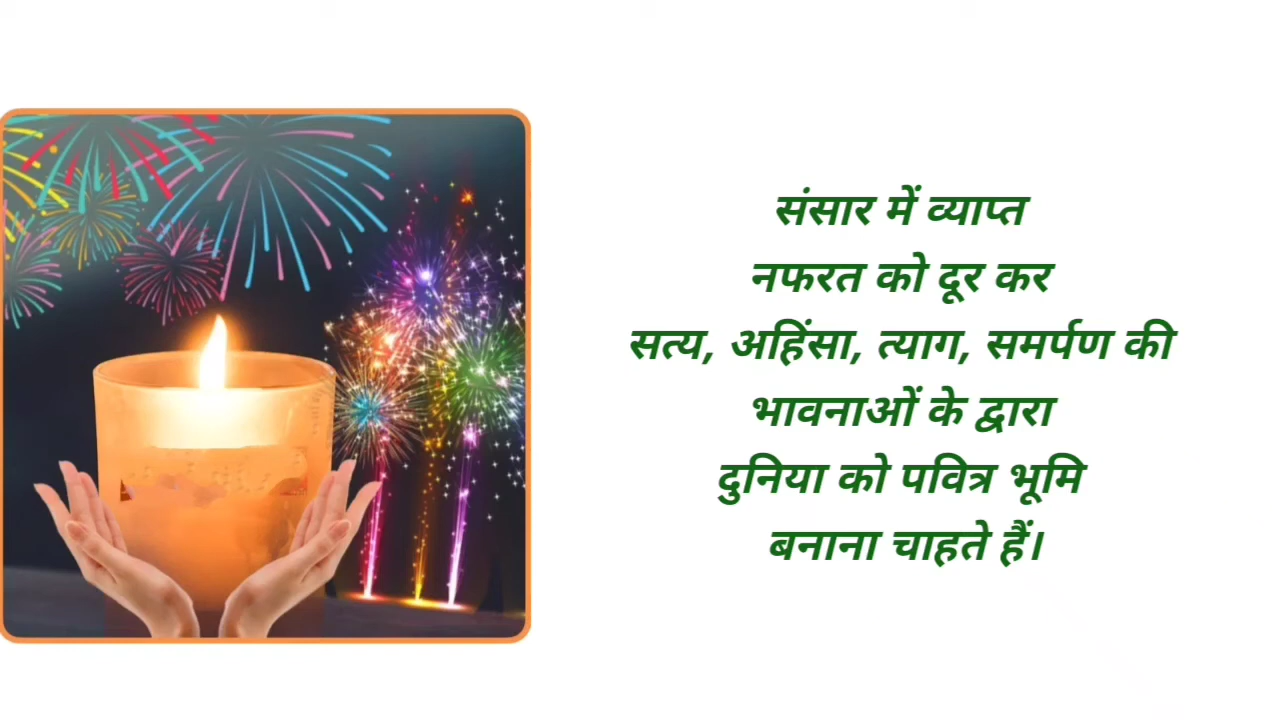 संसार में व्याप्त
नफरत को दूर कर
सत्य, अहिंसा, त्याग, समर्पण की
भावनाओं के द्वारा
दुनिया को पवित्र भूमि
बनाना चाहते हैं।